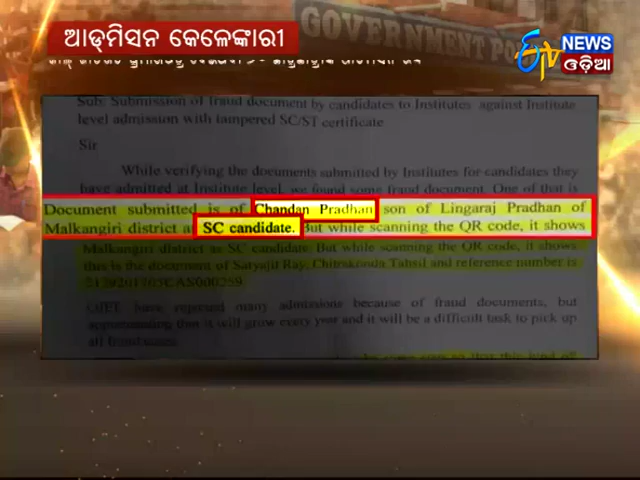 ଆଡ଼ମିସନ କେଳେଙ୍କାରୀ
GOVERNMENT PO
ETV NEWS
ଓଡ଼ିଆ
Sub: Submission of fraud document by candidates to Institutes against Institute
level admission with tampered SC/ST certificate
Sir
While verifying the documents submitted by Institutes for candidates they
have admitted at Institute level, we found some fraud document. One of that is
Document submitted is of Chandan Pradhan son of Lingaraj Pradhan of
Malkangiri district as SC candidate. But while scanning the QR code, it shows
Malkangiri district as SC candidate. But while scanning the QR code, it shows
this is the document of Satyajit Ray, Chitrakonda Tahsil and reference number is
OJEE have rejected many admissions because of fraud documents, but
apprehending that it will grow every year and it will be a difficult task to pick up
all